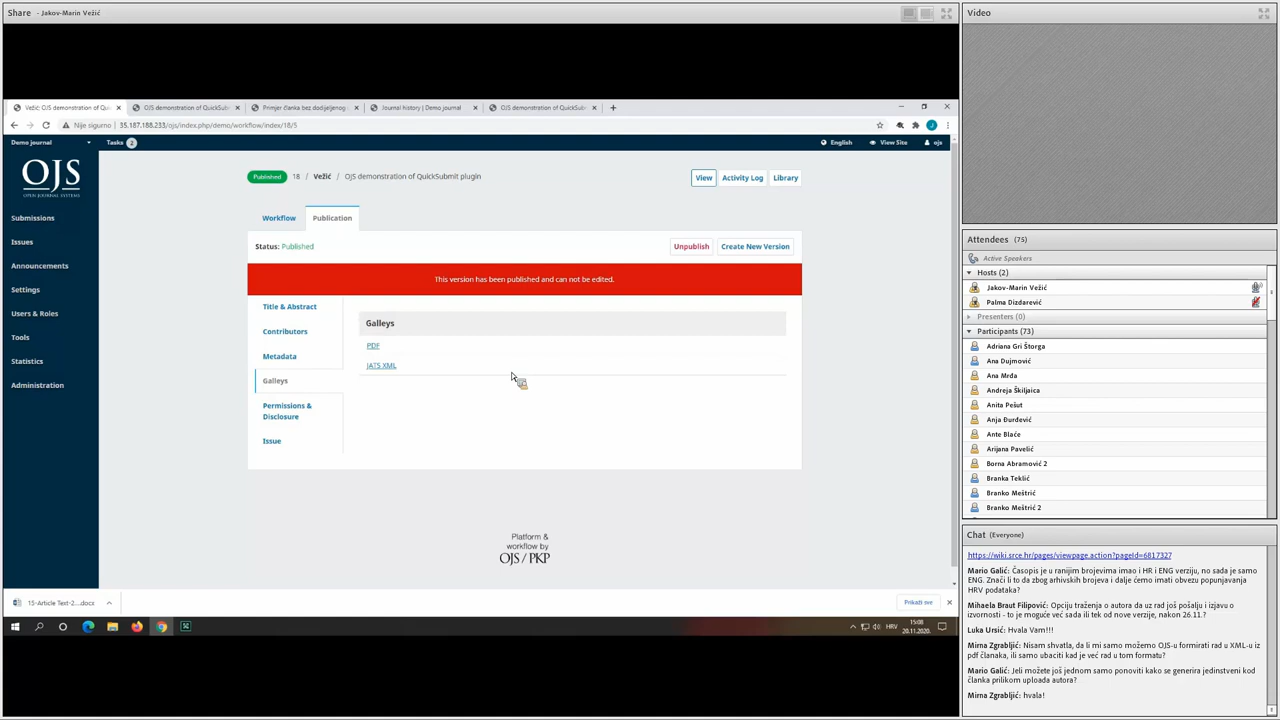 Share - Jakov-Marin Vežić
Video
Vežić: OJS demonstration of Qu
OJS demonstration of QuickSub
Primjer članka bez dodijeljenog
Journal history | Demo journal
OJS demonstration of QuickSub
Nije sigurno
35.187.188.233/ojs/index.php/demo/workflow/index/18/5
Demo journal
Tasks 2
English
View Site
ojs
OJS
OPEN JOURNAL SYSTEMS
Submissions
Issues
Announcements
Settings
Users & Roles
Tools
Statistics
Administration
Published
18 / Vežić / OJS demonstration of QuickSubmit plugin
View
Activity Log
Library
Workflow
Publication
Status: Published
Unpublish
Create New Version
This version has been published and can not be edited.
Title & Abstract
Contributors
Metadata
Galleys
Permissions &
Disclosure
Issue
Galleys
PDF
JATS XML
Platform &
workflow by
OJS / PKP
15-Article Text-2....docx
Prikaži sve
HRV
15:08
20.11.2020.
Attendees (75)
Active Speakers
Hosts (2)
Jakov-Marin Vežić
Palma Dizdarević
Presenters (0)
Participants (73)
Adriana Gri Štorga
Ana Dujmović
Ana Mrđa
Andreja Škiljaica
Anita Pešut
Anja Đurđević
Ante Blaće
Arijana Pavelić
Borna Abramović 2
Branka Teklić
Branko Meštrić
Branko Meštrić 2
Chat (Everyone)
https://wiki.srce.hr/pages/viewpage.action?pageId=6817327
Mario Galić: Časopis je u ranijim brojevima imao i HR i ENG verziju, no sada je samo
ENG. Znači li to da zbog arhivskih brojeva i dalje ćemo imati obvezu popunjavanja
HRV podataka?
Mihaela Braut Filipović: Opciju traženja o autora da uz rad još pošalju i izjavu o
izvornosti - to je moguće već sada ili tek od nove verzije, nakon 26.11.?
Luka Ursić: Hvala Vam!!!
Mirna Zgrabljić: Nisam shvatla, da li mi samo možemo OJS-u formirati rad u XML-u iz
pdf članaka, ili samo ubaciti kad je već rad u tom formatu?
Mario Galić: Jeli možete još jednom samo ponoviti kako se generira jedinstveni kod
članka prilikom uploada autora?
Mirna Zgrabljić: hvala!